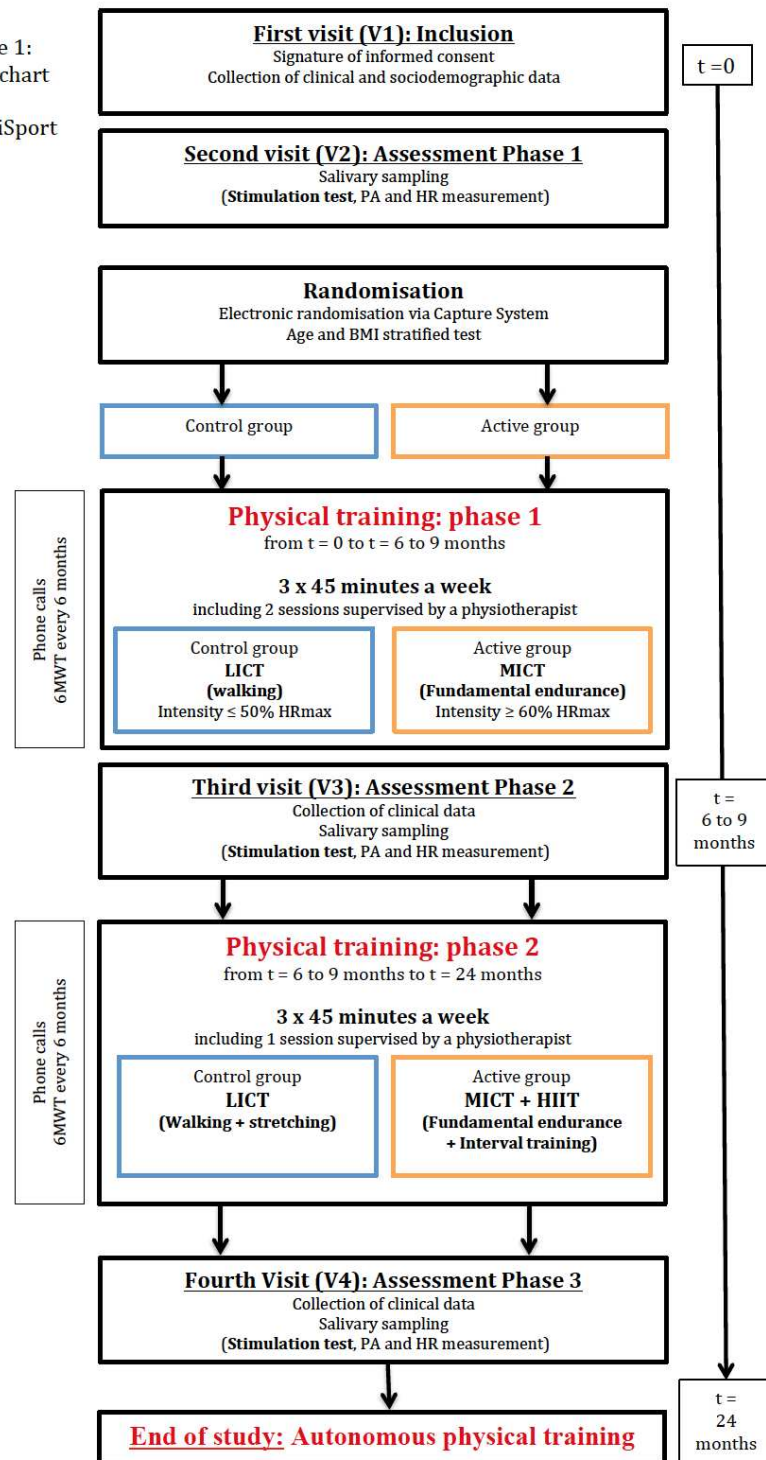 e 1:
chart
iSport
First visit (V1): Inclusion
Signature of informed consent
Collection of clinical and sociodemographic data
t =0
Second visit (V2): Assessment Phase 1
Salivary sampling
(Stimulation test, PA and HR measurement)
Randomisation
Electronic randomisation via Capture System
Age and BMI stratified test
Control group
Active group
Phone calls
6MWT every 6 months
Physical training: phase 1
from t = 0 to t = 6 to 9 months
3 x 45 minutes a week
including 2 sessions supervised by a physiotherapist
Control group
LICT
(walking)
Intensity ≤ 50% HRmax
Active group
MICT
(Fundamental endurance)
Intensity ≥ 60% HRmax
Third visit (V3): Assessment Phase 2
Collection of clinical data
Salivary sampling
(Stimulation test, PA and HR measurement)
t =
6 to 9
months
Phone calls
6MWT every 6 months
Physical training: phase 2
from t = 6 to 9 months to t = 24 months
3 x 45 minutes a week
including 1 session supervised by a physiotherapist
Control group
LICT
(Walking + stretching)
Active group
MICT + HIIT
(Fundamental endurance
+ Interval training)
Fourth Visit (V4): Assessment Phase 3
Collection of clinical data
Salivary sampling
(Stimulation test, PA and HR measurement)
t =
24
months
End of study: Autonomous physical training